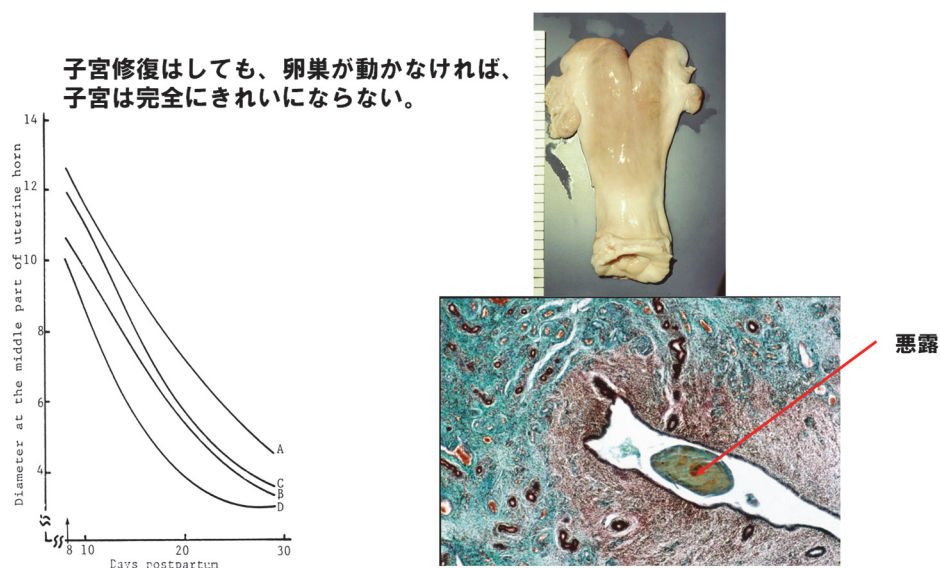 子宮修復はしても、卵巣が動かなければ、
子宮は完全にきれいにならない。
Diameter at the middle part of uterine horn
14
12
10
8
6
4
A
C
B
D
8 10 20 30
Days postpartum
悪露